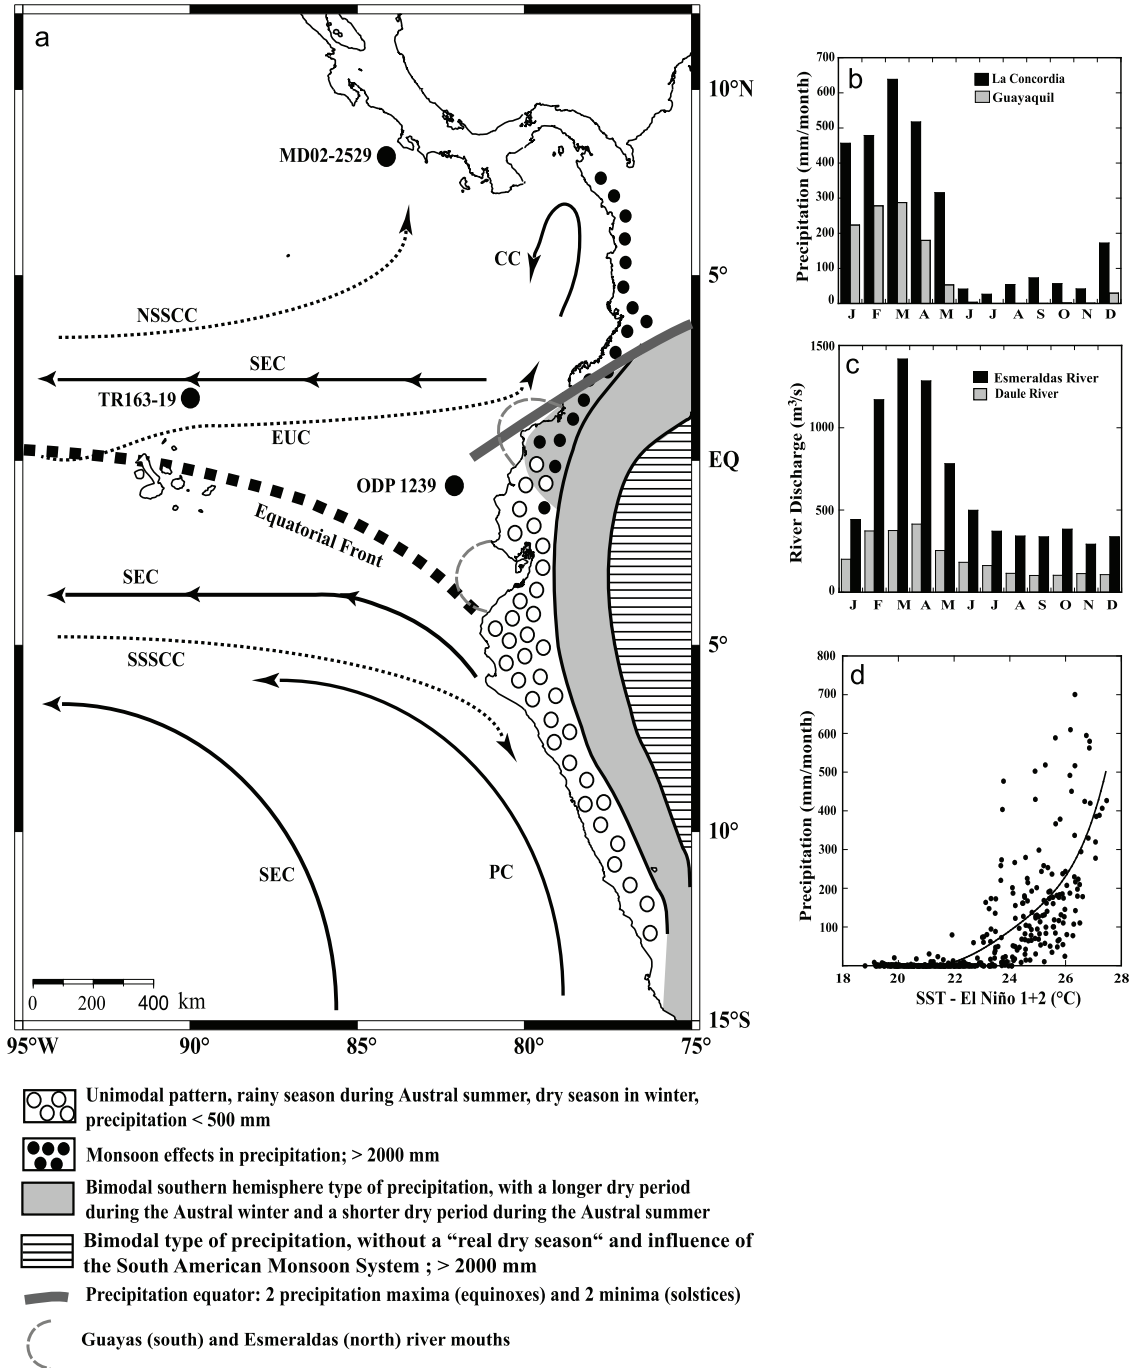 a
10°N
MD02-2529
CC
5°
NSSCC
SEC
TR163-19
EUC
EQ
ODP 1239
Equatorial Front
SEC
5°
SSSCC
SEC
PC
10°
0 200 400 km
15°S
95°W 90° 85° 80° 75°
b
La Concordia
Guayaquil
Precipitation (mm/month)
700
600
500
400
300
200
100
0
J F M A M J J A S O N D
c
Esmeraldas River
Daule River
River Discharge (m³/s)
1500
1000
500
0
J F M A M J J A S O N D
d
Precipitation (mm/month)
800
700
600
500
400
300
200
100
18 20 22 24 26 28
SST - El Niño 1+2 (°C)
Unimodal pattern, rainy season during Austral summer, dry season in winter,
precipitation < 500 mm
Monsoon effects in precipitation; > 2000 mm
Bimodal southern hemisphere type of precipitation, with a longer dry period
during the Austral winter and a shorter dry period during the Austral summer
Bimodal type of precipitation, without a “real dry season“ and influence of
the South American Monsoon System ; > 2000 mm
Precipitation equator: 2 precipitation maxima (equinoxes) and 2 minima (solstices)
Guayas (south) and Esmeraldas (north) river mouths